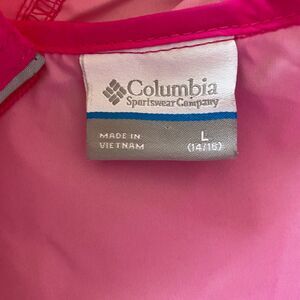 Columbia
Sportswear Company
MADE IN
VIETNAM
L
(14/16)